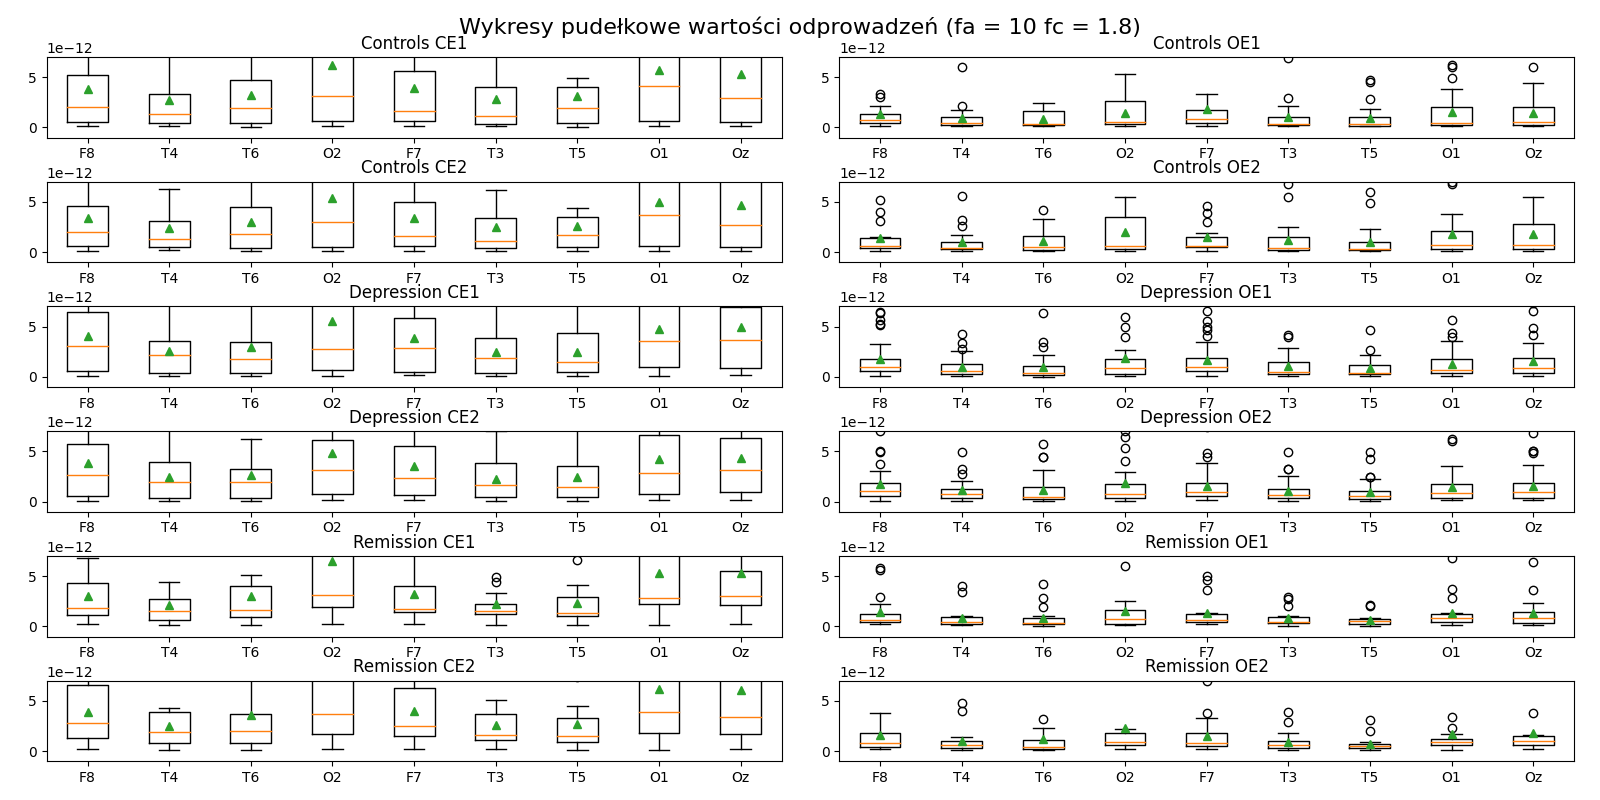 Wykresy pudełkowe wartości odprowadzeń (fa = 10 fc = 1.8)
Controls CE1
1e−12
5
0
F8 T4 T6 O2 F7 T3 T5 O1 Oz
Controls OE1
1e−12
5
0
F8 T4 T6 O2 F7 T3 T5 O1 Oz
Controls CE2
1e−12
5
0
F8 T4 T6 O2 F7 T3 T5 O1 Oz
Controls OE2
1e−12
5
0
F8 T4 T6 O2 F7 T3 T5 O1 Oz
Depression CE1
1e−12
5
0
F8 T4 T6 O2 F7 T3 T5 O1 Oz
Depression OE1
1e−12
5
0
F8 T4 T6 O2 F7 T3 T5 O1 Oz
Depression CE2
1e−12
5
0
F8 T4 T6 O2 F7 T3 T5 O1 Oz
Depression OE2
1e−12
5
0
F8 T4 T6 O2 F7 T3 T5 O1 Oz
Remission CE1
1e−12
5
0
F8 T4 T6 O2 F7 T3 T5 O1 Oz
Remission OE1
1e−12
5
0
F8 T4 T6 O2 F7 T3 T5 O1 Oz
Remission CE2
1e−12
5
0
F8 T4 T6 O2 F7 T3 T5 O1 Oz
Remission OE2
1e−12
5
0
F8 T4 T6 O2 F7 T3 T5 O1 Oz